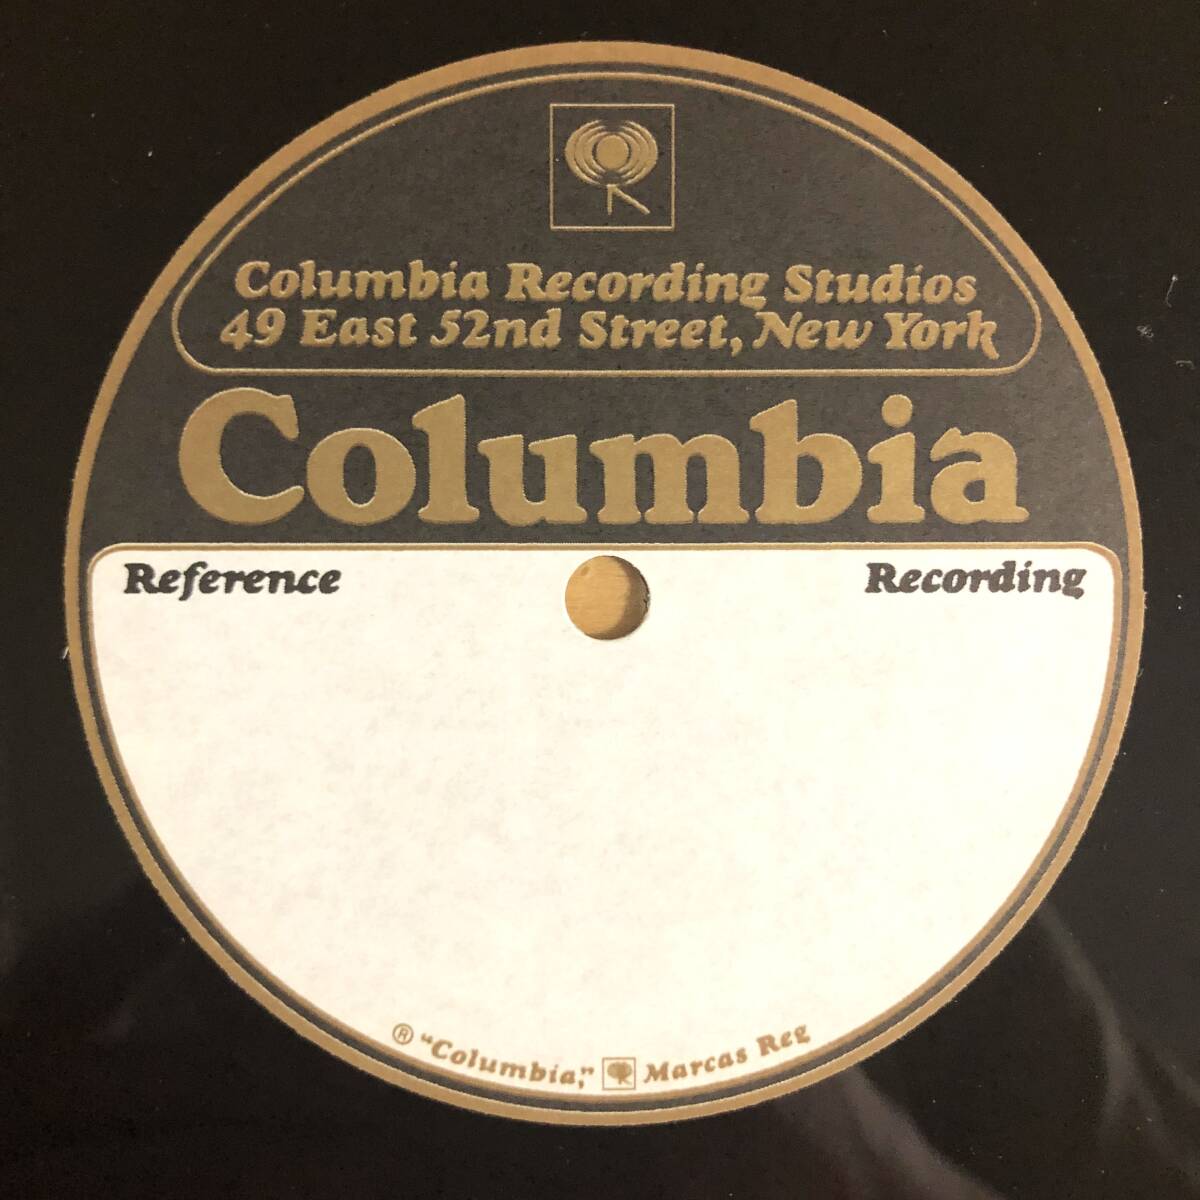 Columbia Recording Studios
49 East 52nd Street, New York
Columbia
Reference Recording
® "Columbia," Marcas Reg